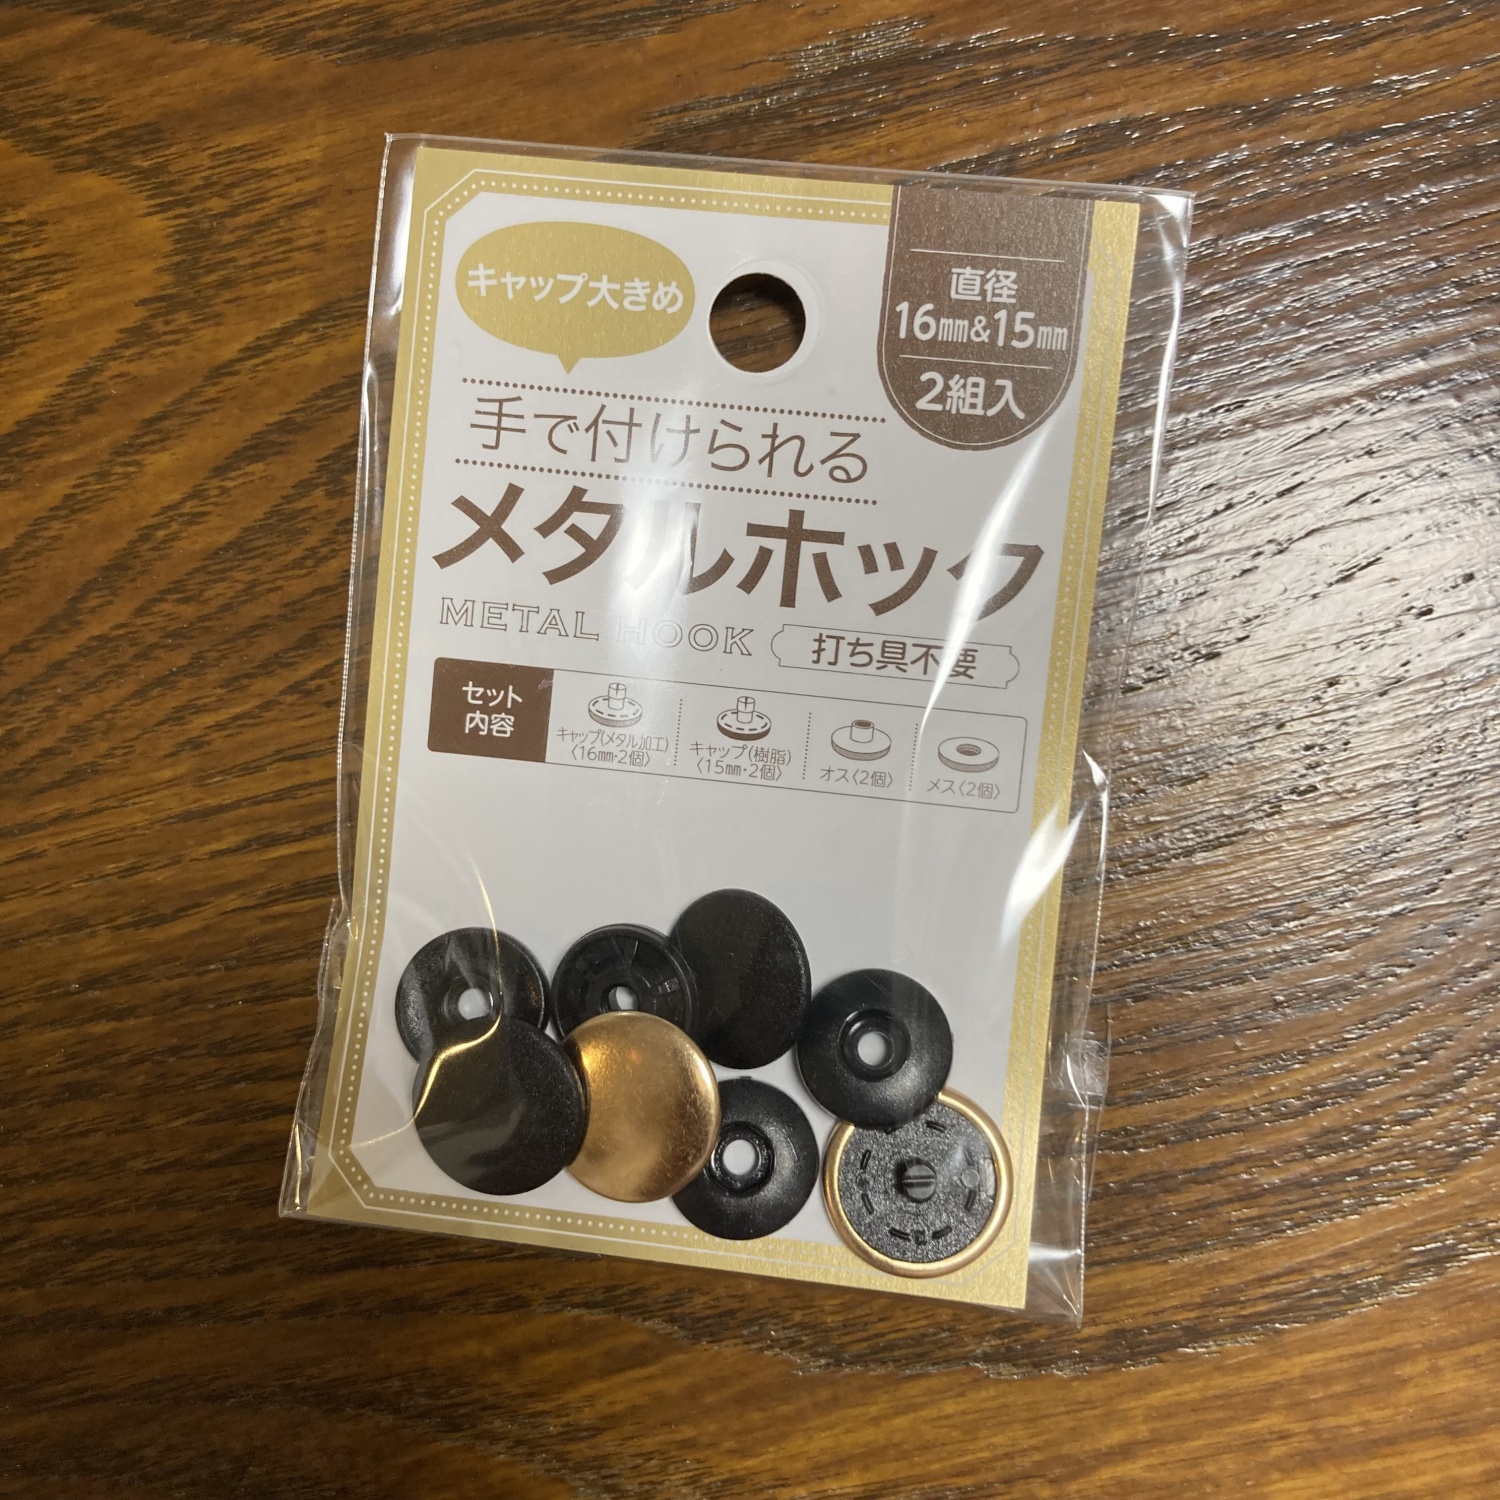 キャップ大きめ
直径
16mm&15mm
2組入
手で付けられる
メタルホック
METAL HOOK
打ち具不要
セット
内容
キャップ(メタル加工)
〈16mm・2個〉
キャップ(樹脂)
〈15mm・2個〉
オス〈2個〉
メス〈2個〉